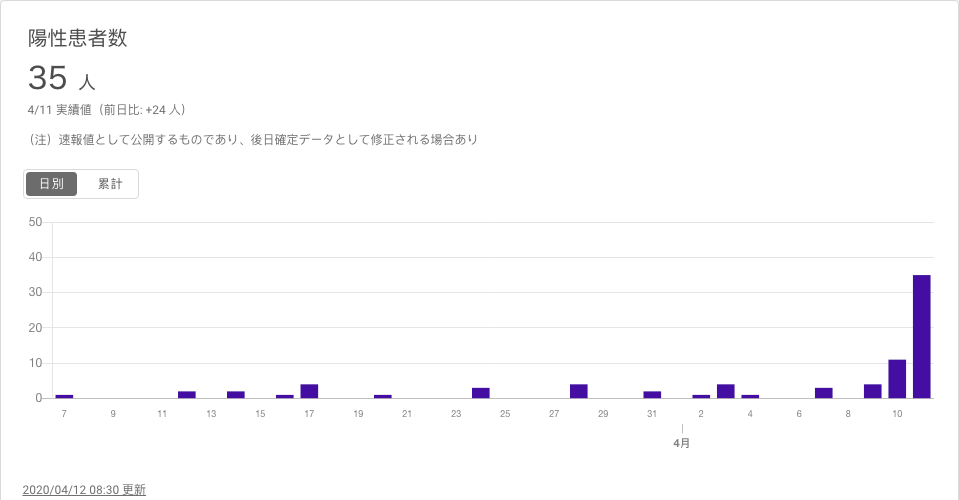 陽性患者数
35 人
4/11 実績値（前日比: +24 人）
（注）速報値として公開するものであり、後日確定データとして修正される場合あり
日別 累計
50
40
30
20
10
0
7 9 11 13 15 17 19 21 23 25 27 29 31 2 4 6 8 10
4月
2020/04/12 08:30 更新